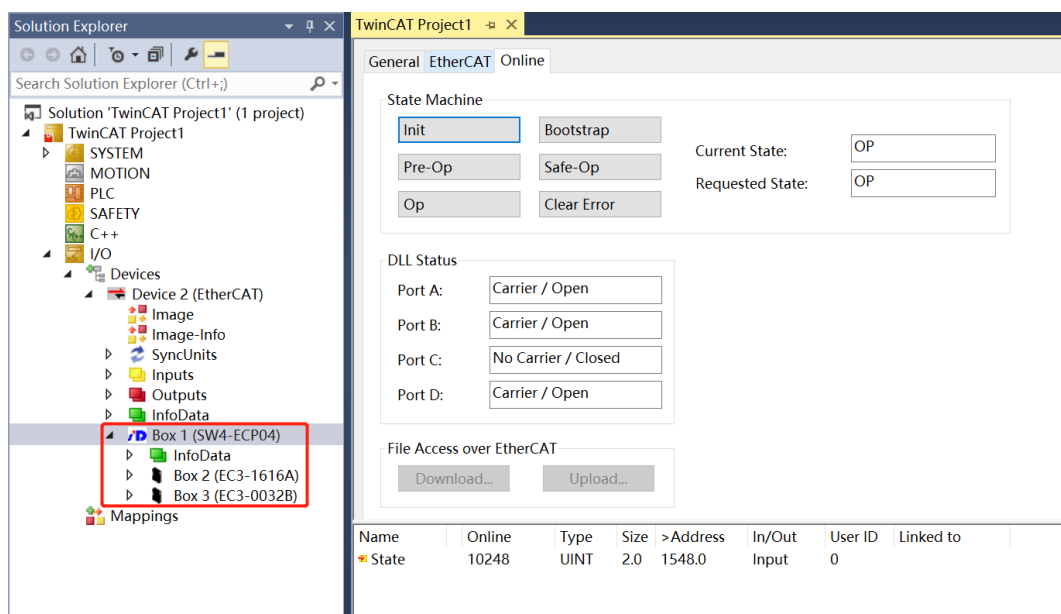 Solution Explorer
Search Solution Explorer (Ctrl+;)
Solution 'TwinCAT Project1' (1 project)
TwinCAT Project1
SYSTEM
MOTION
PLC
SAFETY
C++
I/O
Devices
Device 2 (EtherCAT)
Image
Image-Info
SyncUnits
Inputs
Outputs
InfoData
Box 1 (SW4-ECP04)
InfoData
Box 2 (EC3-1616A)
Box 3 (EC3-0032B)
Mappings
TwinCAT Project1
General EtherCAT Online
State Machine
Init Bootstrap
Pre-Op Safe-Op
Op Clear Error
Current State: OP
Requested State: OP
DLL Status
Port A: Carrier / Open
Port B: Carrier / Open
Port C: No Carrier / Closed
Port D: Carrier / Open
File Access over EtherCAT
Download... Upload...
Name Online Type Size >Address In/Out User ID Linked to
State 10248 UINT 2.0 1548.0 Input 0